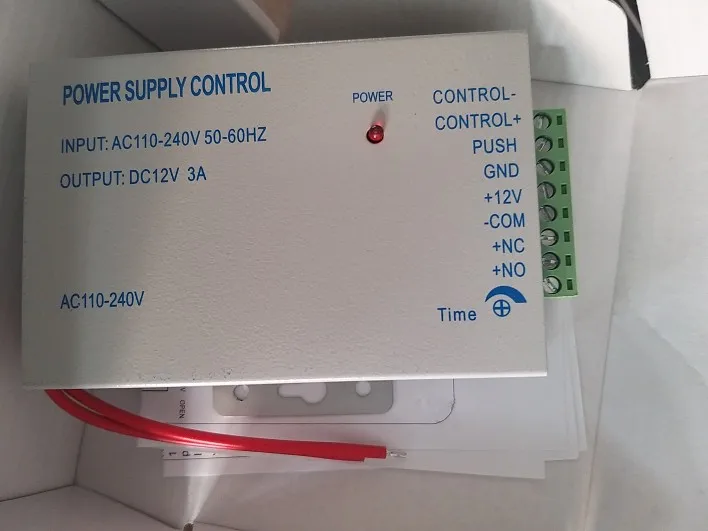 POWER SUPPLY CONTROL
INPUT: AC110-240V 50-60HZ
OUTPUT: DC12V 3A
AC110-240V
POWER
CONTROL-
CONTROL+
PUSH
GND
+12V
-COM
+NC
+NO
Time
OPEN